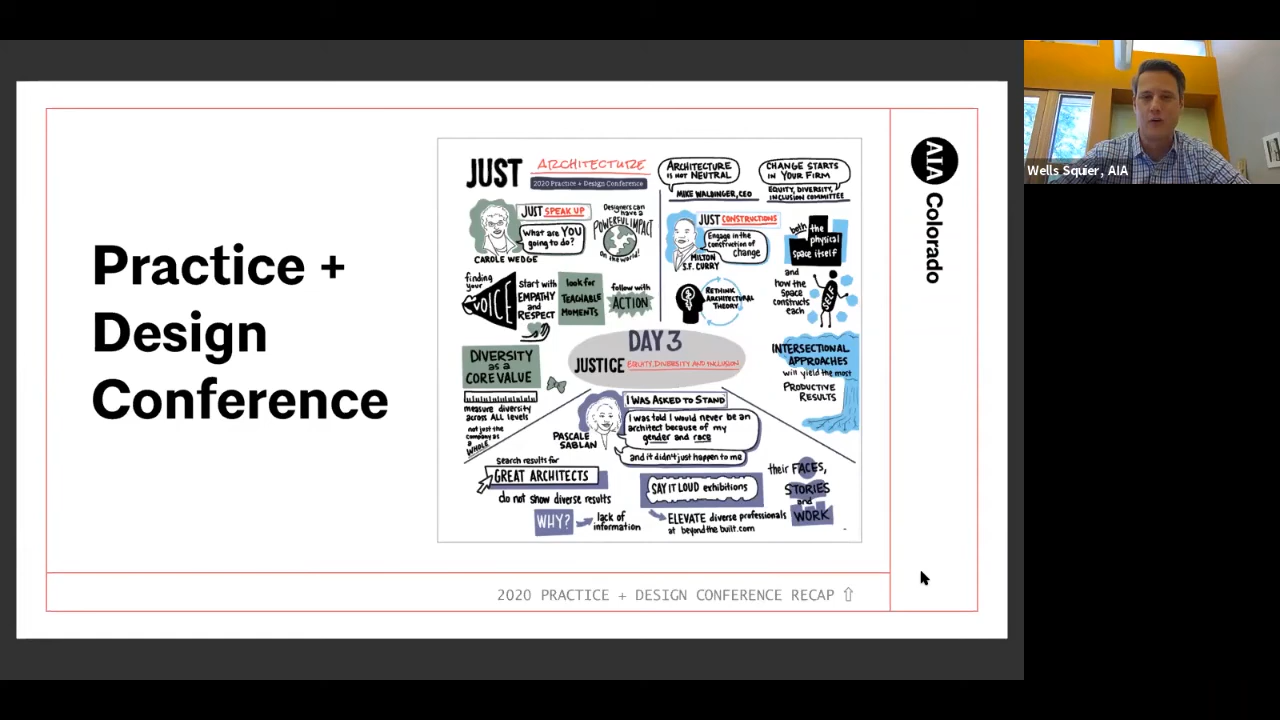 Practice +
Design
Conference
JUST
ARCHITECTURE
2020 Practice + Design Conference
ARCHITECTURE
is NOT NEUTRAL
MIKE WALDINGER, CEO
CHANGE STARTS
IN YOUR FIRM
EQUITY, DIVERSITY,
INCLUSION COMMITTEE
JUST SPEAK UP
What are YOU
going to do?
CAROLE WEDGE
Designers can
have a
POWERFUL IMPACT
on the world!
finding
your
VOICE
start with
EMPATHY
and
RESPECT
look for
TEACHABLE
MOMENTS
follow with
ACTION
JUST CONSTRUCTIONS
Engage in the
construction of
change
MILTON
S.F. CURRY
both
the
physical
space itself
and
how the
space
constructs
each
SELF
RETHINK
ARCHITECTURAL
THEORY
DAY 3
JUSTICE EQUITY, DIVERSITY AND INCLUSION
DIVERSITY
as a
CORE VALUE
measure diversity
across ALL levels
not just the
company as
a
WHOLE
INTERSECTIONAL
APPROACHES
will yield the most
PRODUCTIVE
RESULTS
I WAS ASKED TO STAND
I was told I would never be an
architect because of my
gender and race
and it didn't just happen to me
PASCALE
SABLAN
search results for
GREAT ARCHITECTS
do not show diverse results
WHY?
lack of
information
SAY IT LOUD exhibitions
ELEVATE diverse professionals
at beyondthebuilt.com
their FACES,
STORIES
and
WORK
AIA Colorado
2020 PRACTICE + DESIGN CONFERENCE RECAP ⇧
Wells Squier, AIA